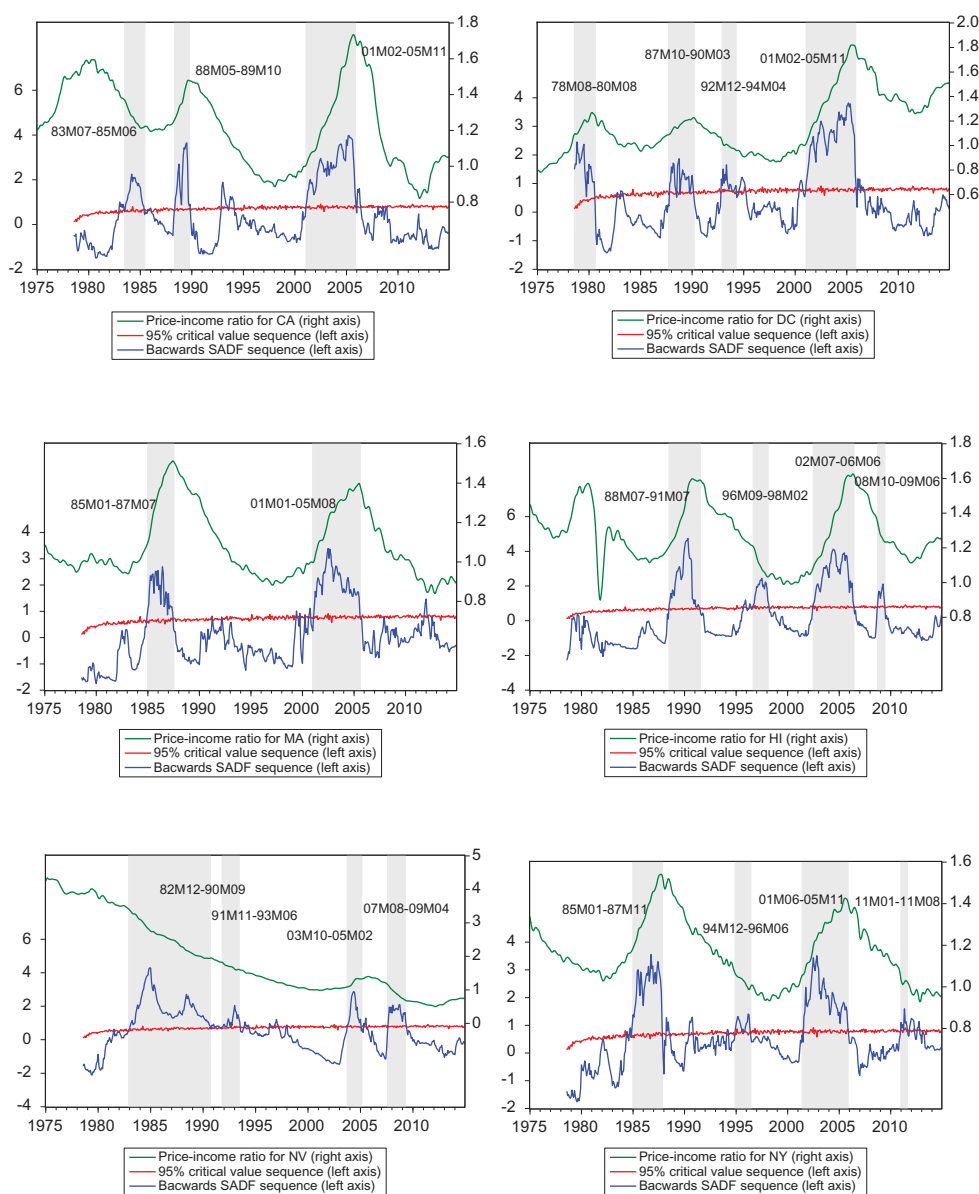 1.8
1.6
1.4
1.2
1.0
0.8
6
4
2
0
-2
01M02-05M11
88M05-89M10
83M07-85M06
1975 1980 1985 1990 1995 2000 2005 2010
Price-income ratio for CA (right axis)
95% critical value sequence (left axis)
Bacwards SADF sequence (left axis)
2.0
1.8
1.6
1.4
1.2
1.0
0.8
0.6
4
3
2
1
0
-1
-2
87M10-90M03
01M02-05M11
78M08-80M08
92M12-94M04
1975 1980 1985 1990 1995 2000 2005 2010
Price-income ratio for DC (right axis)
95% critical value sequence (left axis)
Bacwards SADF sequence (left axis)
1.6
1.4
1.2
1.0
0.8
4
3
2
1
0
-1
-2
85M01-87M07
01M01-05M08
1975 1980 1985 1990 1995 2000 2005 2010
Price-income ratio for MA (right axis)
95% critical value sequence (left axis)
Bacwards SADF sequence (left axis)
1.8
1.6
1.4
1.2
1.0
0.8
6
4
2
0
-2
-4
02M07-06M06
08M10-09M06
88M07-91M07
96M09-98M02
1975 1980 1985 1990 1995 2000 2005 2010
Price-income ratio for HI (right axis)
95% critical value sequence (left axis)
Bacwards SADF sequence (left axis)
5
4
3
2
1
0
6
4
2
0
-2
-4
82M12-90M09
91M11-93M06
07M08-09M04
03M10-05M02
1975 1980 1985 1990 1995 2000 2005 2010
Price-income ratio for NV (right axis)
95% critical value sequence (left axis)
Bacwards SADF sequence (left axis)
1.6
1.4
1.2
1.0
0.8
4
3
2
1
0
-1
-2
01M06-05M11
11M01-11M08
85M01-87M11
94M12-96M06
1975 1980 1985 1990 1995 2000 2005 2010
Price-income ratio for NY (right axis)
95% critical value sequence (left axis)
Bacwards SADF sequence (left axis)